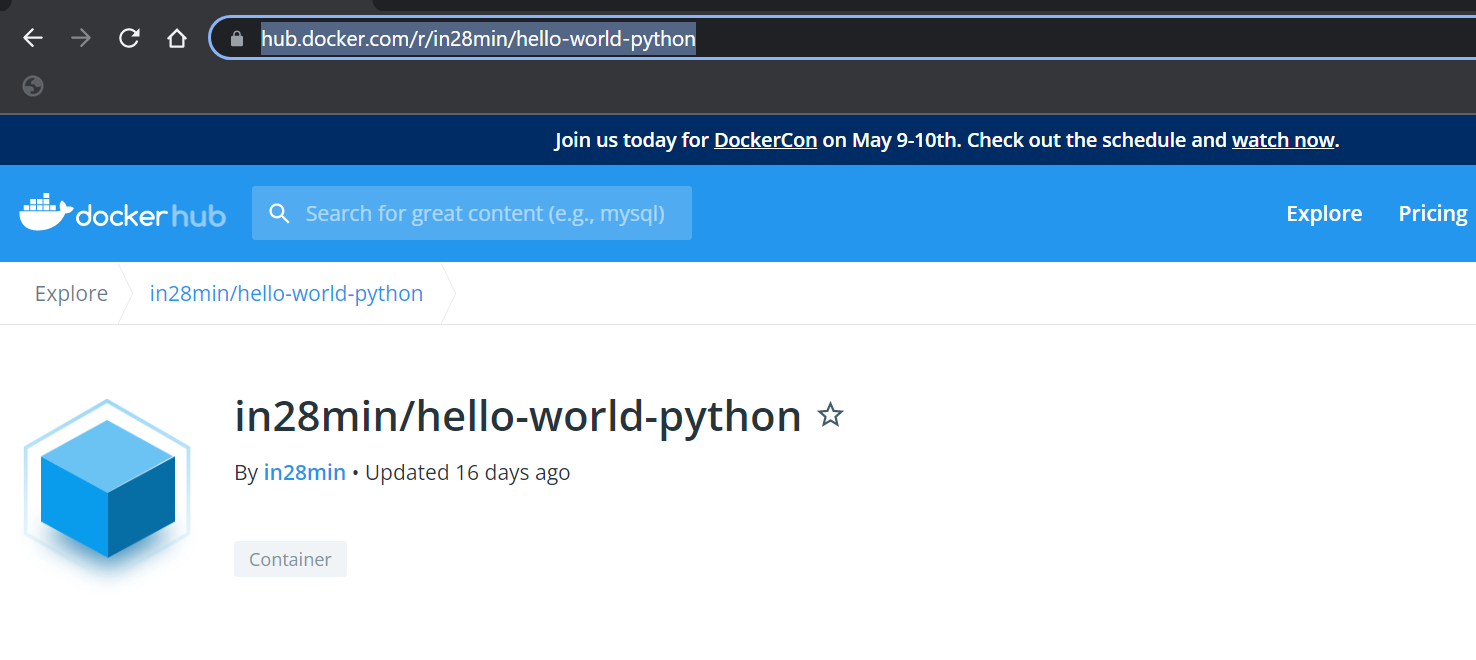 hub.docker.com/r/in28min/hello-world-python
Join us today for DockerCon on May 9-10th. Check out the schedule and watch now.
docker hub
Search for great content (e.g., mysql)
Explore
Pricing
Explore
in28min/hello-world-python
in28min/hello-world-python
By in28min • Updated 16 days ago
Container